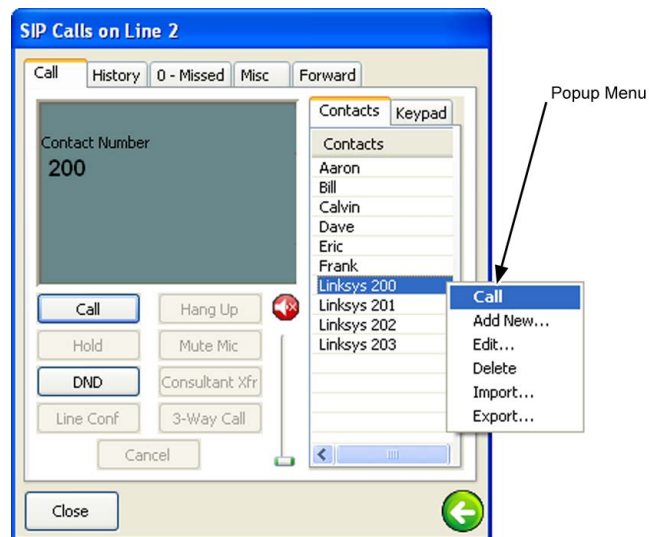 SIP Calls on Line 2
Call History 0 - Missed Misc Forward
Popup Menu
Contacts Keypad
Contact Number
200
Contacts
Aaron
Bill
Calvin
Dave
Eric
Frank
Linksys 200
Linksys 201
Linksys 202
Linksys 203
Call
Add New...
Edit...
Delete
Import...
Export...
Call Hang Up
Hold Mute Mic
DND Consultant Xfr
Line Conf 3-Way Call
Cancel
Close